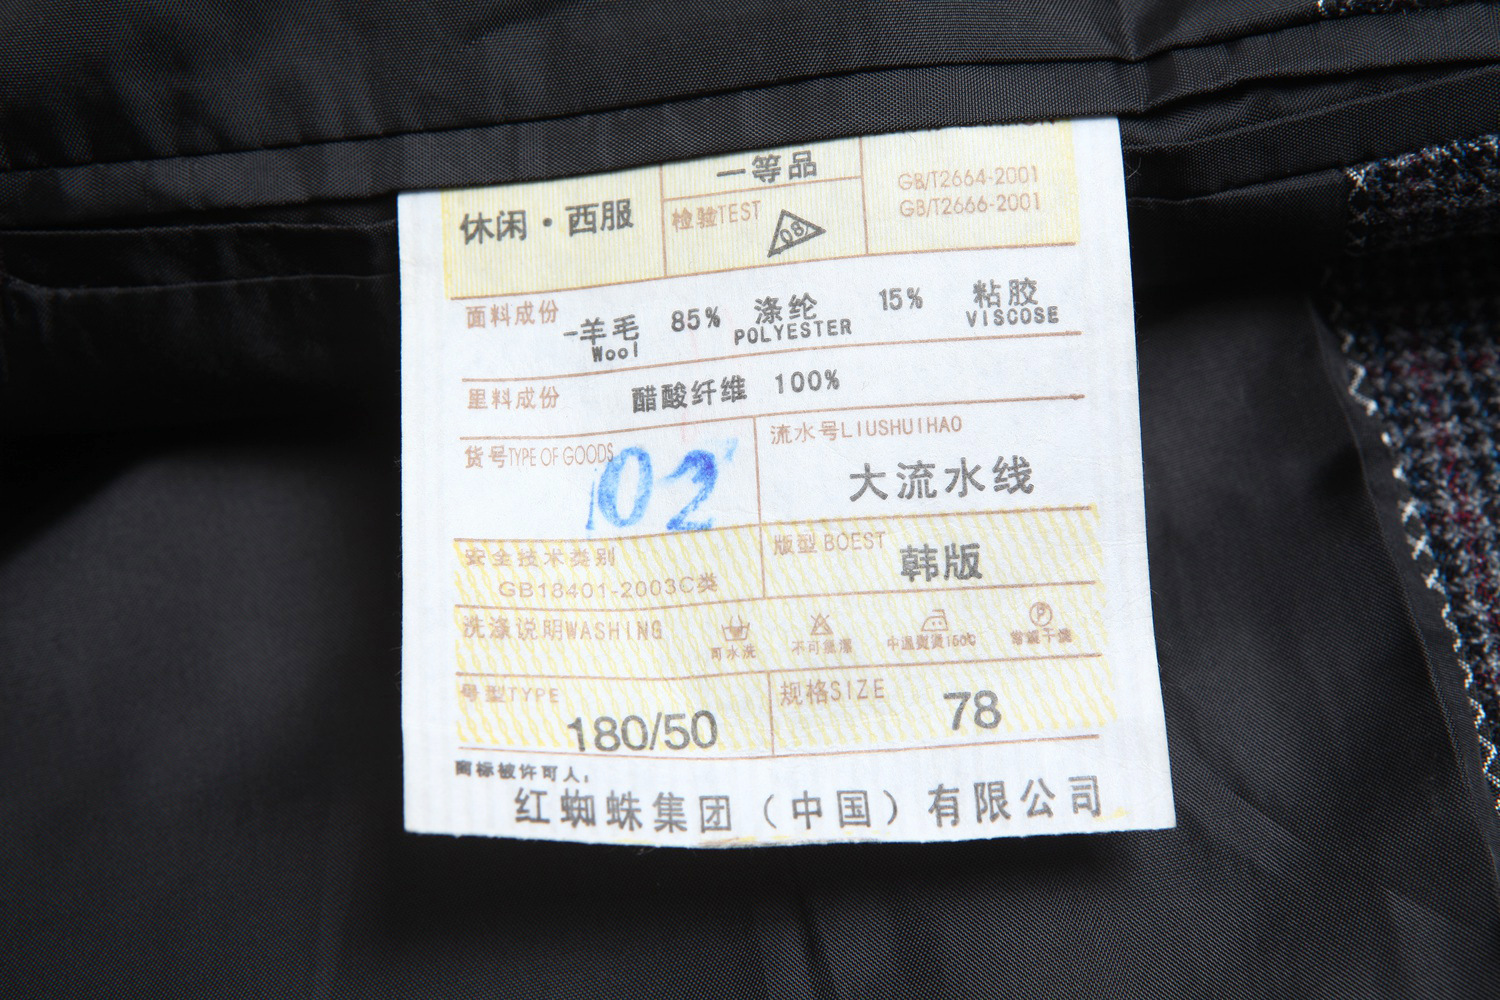 休闲·西服
一等品
检验TEST
08
GB/T2664-2001
GB/T2666-2001
面料成份
羊毛 85% 涤纶 15% 粘胶
Wool POLYESTER VISCOSE
里料成份 醋酸纤维 100%
货号TYPE OF GOODS
102
流水号LIUSHUIHAO
大流水线
安全技术类别
GB18401-2003C类
版型 BOEST 韩版
洗涤说明WASHING
P
可水洗 不可氯漂 中温熨烫150C 常规干洗
号型TYPE
180/50
规格SIZE 78
商标被许可人:
红蜘蛛集团（中国）有限公司